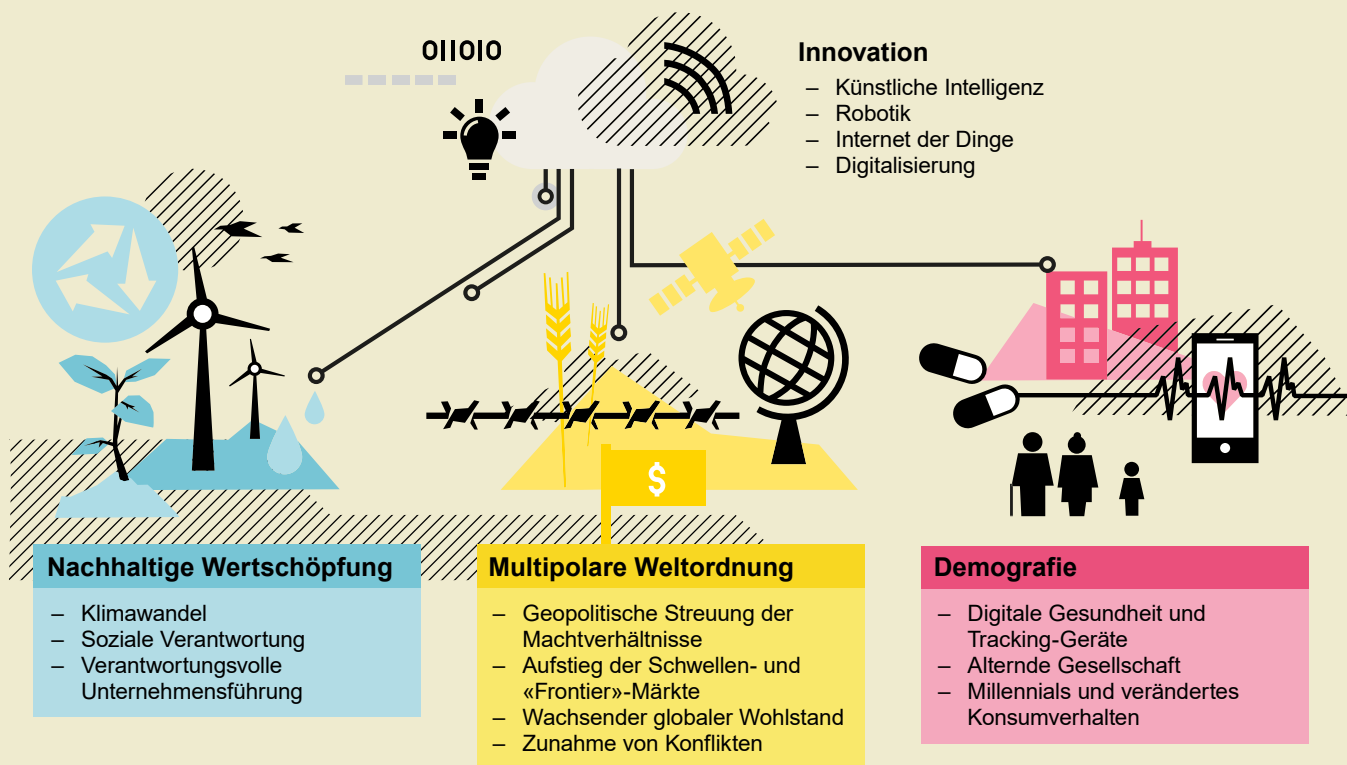 011010
Innovation
– Künstliche Intelligenz
– Robotik
– Internet der Dinge
– Digitalisierung
$
Nachhaltige Wertschöpfung
– Klimawandel
– Soziale Verantwortung
– Verantwortungsvolle
Unternehmensführung
Multipolare Weltordnung
– Geopolitische Streuung der
Machtverhältnisse
– Aufstieg der Schwellen- und
«Frontier»-Märkte
– Wachsender globaler Wohlstand
– Zunahme von Konflikten
Demografie
– Digitale Gesundheit und
Tracking-Geräte
– Alternde Gesellschaft
– Millennials und verändertes
Konsumverhalten